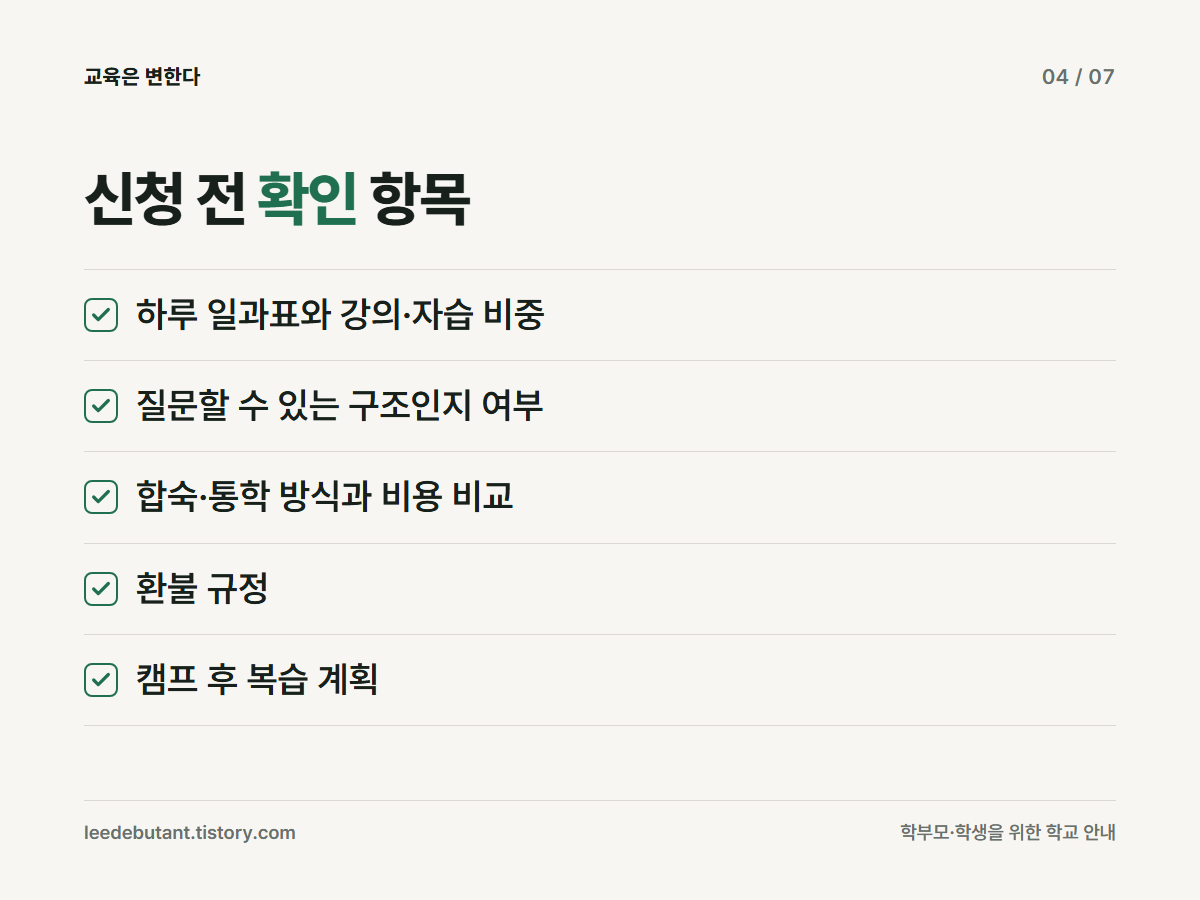 교육은 변한다
04 / 07
신청 전 확인 항목
하루 일과표와 강의·자습 비중
질문할 수 있는 구조인지 여부
합숙·통학 방식과 비용 비교
환불 규정
캠프 후 복습 계획
leedebutant.tistory.com
학부모·학생을 위한 학교 안내